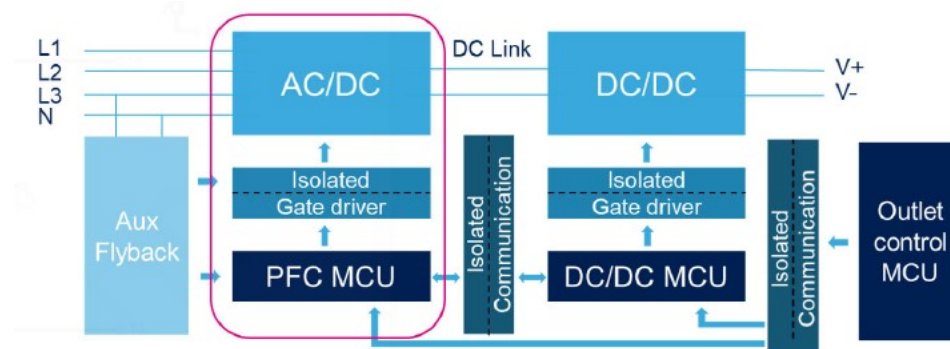 L1
L2
L3
N
AC/DC
DC Link
DC/DC
V+
V-
Aux
Flyback
Isolated
Gate driver
PFC MCU
Isolated
Communication
Isolated
Gate driver
DC/DC MCU
Isolated
Communication
Outlet
control
MCU